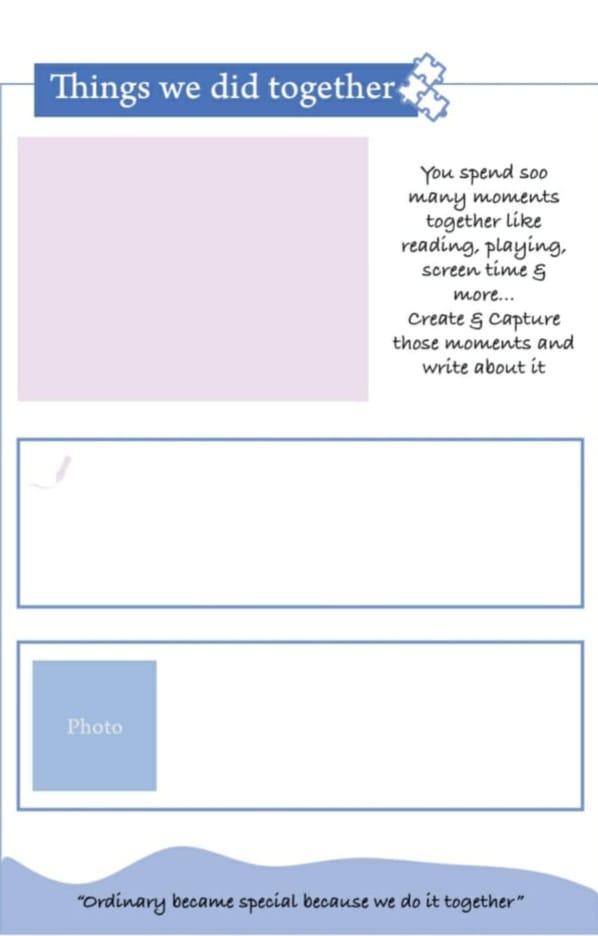 Things we did together
You spend soo
many moments
together like
reading, playing,
screen time &
more...
Create & Capture
those moments and
write about it
Photo
"Ordinary became special because we do it together"